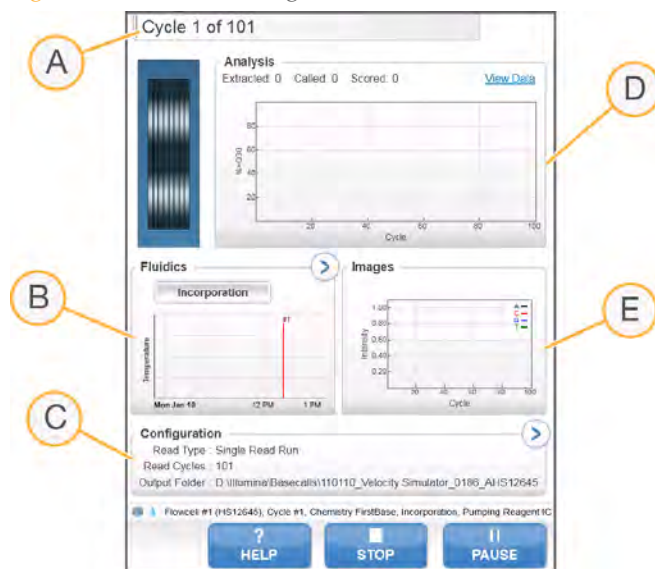 Cycle 1 of 101
A
Analysis
Extracted: 0 Called: 0 Scored: 0 View Data
D
%>Q30
80
60
40
20
20 40 60 80 100
Cycle
Fluidics
Images
Incorporation
B
E
#1
Temperature
Mon Jan 10 12 PM 1 PM
1.00
0.80
0.60
0.40
0.20
Intensity
A
C
G
T
20 40 60 80 100
Cycle
C
Configuration
Read Type : Single Read Run
Read Cycles : 101
Output Folder : D:\Illumina\Basecalls\110110_Velocity Simulator_0186_AHS12645
Flowcell #1 (HS12645), Cycle #1, Chemistry FirstBase, Incorporation, Pumping Reagent IC
?
HELP
STOP
PAUSE